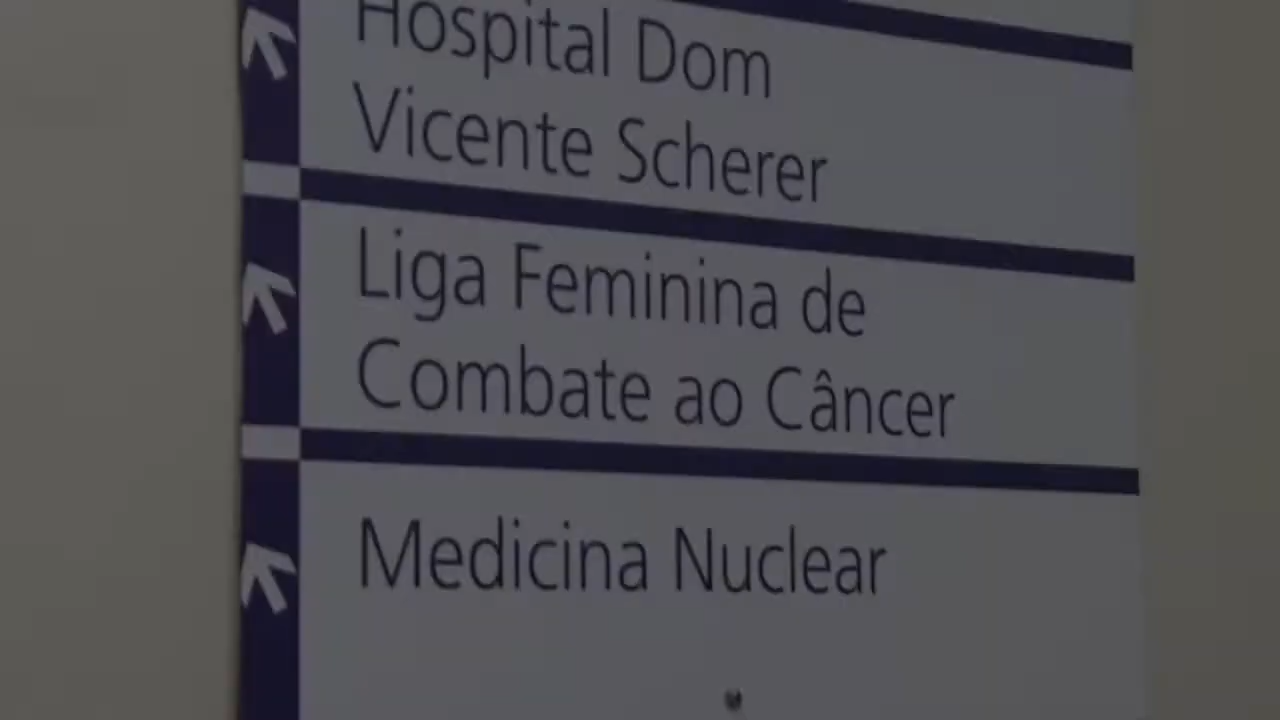 Hospital Dom
Vicente Scherer
Liga Feminina de
Combate ao Câncer
Medicina Nuclear